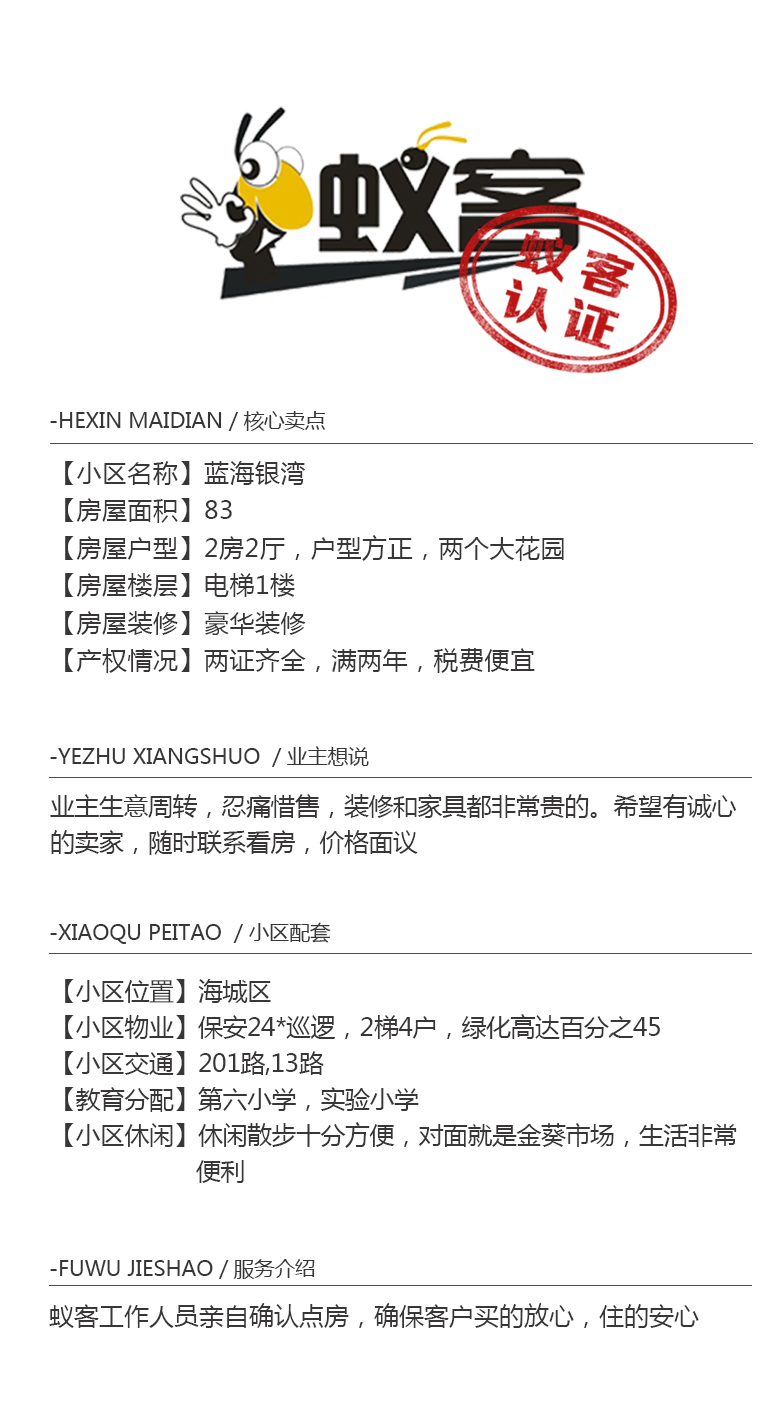 蚁客
蚁客
认证
-HEXIN MAIDIAN / 核心卖点
【小区名称】蓝海银湾
【房屋面积】83
【房屋户型】2房2厅，户型方正，两个大花园
【房屋楼层】电梯1楼
【房屋装修】豪华装修
【产权情况】两证齐全，满两年，税费便宜
-YEZHU XIANGSHUO / 业主想说
业主生意周转，忍痛惜售，装修和家具都非常贵的。希望有诚心
的卖家，随时联系看房，价格面议
-XIAOQU PEITAO / 小区配套
【小区位置】海城区
【小区物业】保安24*巡逻，2梯4户，绿化高达百分之45
【小区交通】201路,13路
【教育分配】第六小学，实验小学
【小区休闲】休闲散步十分方便，对面就是金葵市场，生活非常
便利
-FUWU JIESHAO / 服务介绍
蚁客工作人员亲自确认点房，确保客户买的放心，住的安心